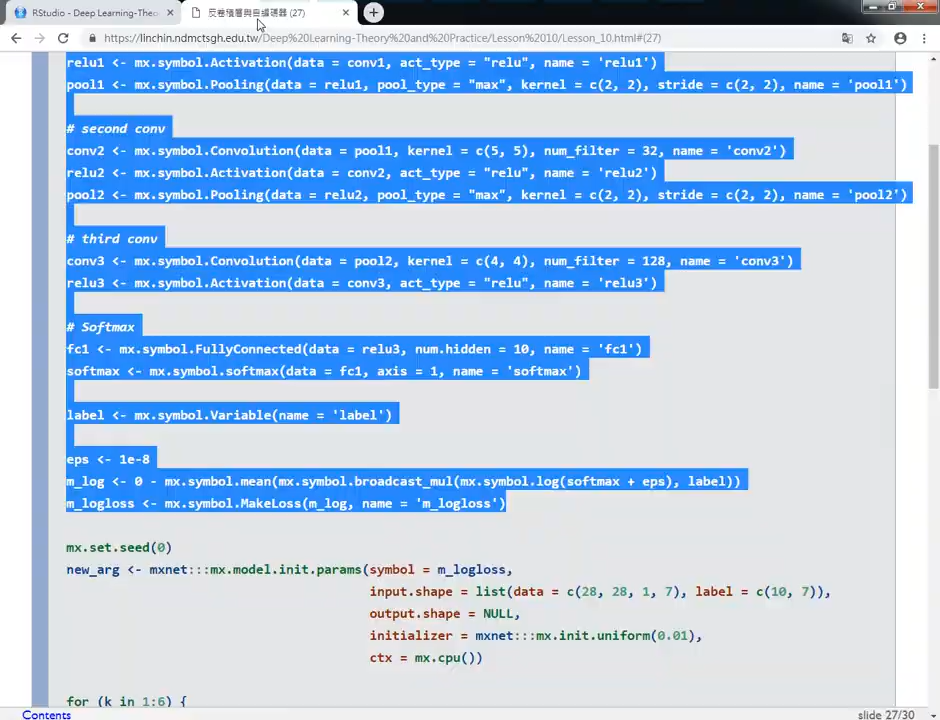 RStudio - Deep Learning-Theo
反卷積層與自編碼器 (27)
https://linchin.ndmctsgh.edu.tw/Deep%20Learning-Theory%20and%20Practice/Lesson%2010/Lesson_10.html#(27)
relu1 <- mx.symbol.Activation(data = conv1, act_type = "relu", name = 'relu1')
pool1 <- mx.symbol.Pooling(data = relu1, pool_type = "max", kernel = c(2, 2), stride = c(2, 2), name = 'pool1')
# second conv
conv2 <- mx.symbol.Convolution(data = pool1, kernel = c(5, 5), num_filter = 32, name = 'conv2')
relu2 <- mx.symbol.Activation(data = conv2, act_type = "relu", name = 'relu2')
pool2 <- mx.symbol.Pooling(data = relu2, pool_type = "max", kernel = c(2, 2), stride = c(2, 2), name = 'pool2')
# third conv
conv3 <- mx.symbol.Convolution(data = pool2, kernel = c(4, 4), num_filter = 128, name = 'conv3')
relu3 <- mx.symbol.Activation(data = conv3, act_type = "relu", name = 'relu3')
# Softmax
fc1 <- mx.symbol.FullyConnected(data = relu3, num.hidden = 10, name = 'fc1')
softmax <- mx.symbol.softmax(data = fc1, axis = 1, name = 'softmax')
label <- mx.symbol.Variable(name = 'label')
eps <- 1e-8
m_log <- 0 - mx.symbol.mean(mx.symbol.broadcast_mul(mx.symbol.log(softmax + eps), label))
m_logloss <- mx.symbol.MakeLoss(m_log, name = 'm_logloss')
mx.set.seed(0)
new_arg <- mxnet:::mx.model.init.params(symbol = m_logloss,
input.shape = list(data = c(28, 28, 1, 7), label = c(10, 7)),
output.shape = NULL,
initializer = mxnet:::mx.init.uniform(0.01),
ctx = mx.cpu())
for (k in 1:6) {
Contents
slide 27/30